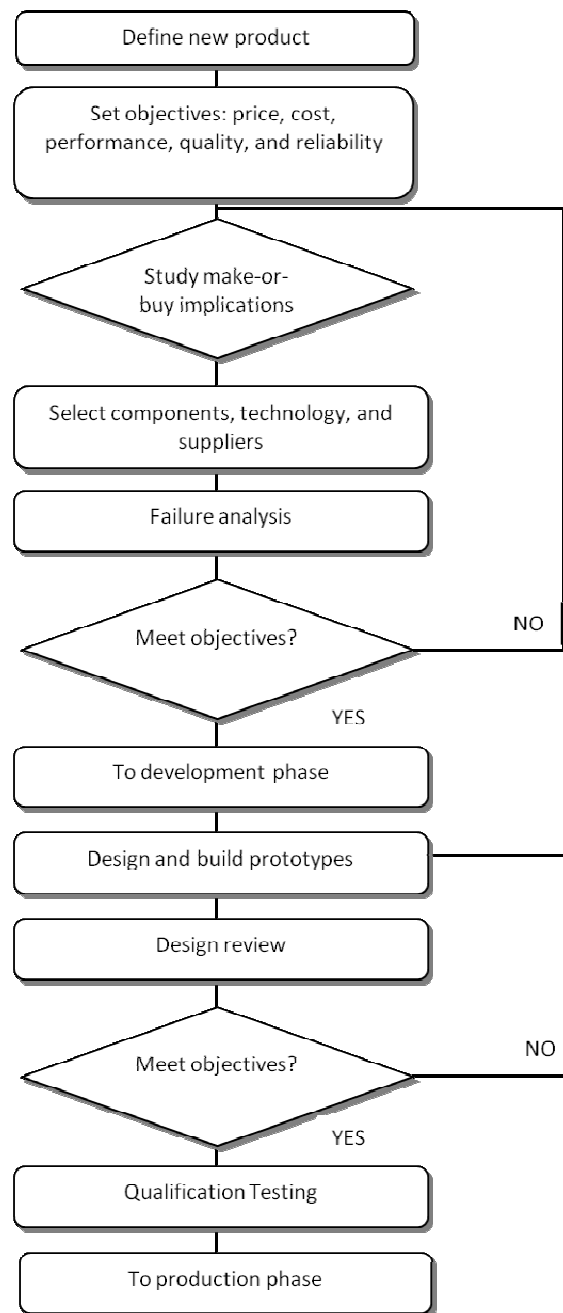 Define new product
Set objectives: price, cost,
performance, quality, and reliability
Study make-or-
buy implications
Select components, technology, and
suppliers
Failure analysis
Meet objectives?
NO
YES
To development phase
Design and build prototypes
Design review
Meet objectives?
NO
YES
Qualification Testing
To production phase